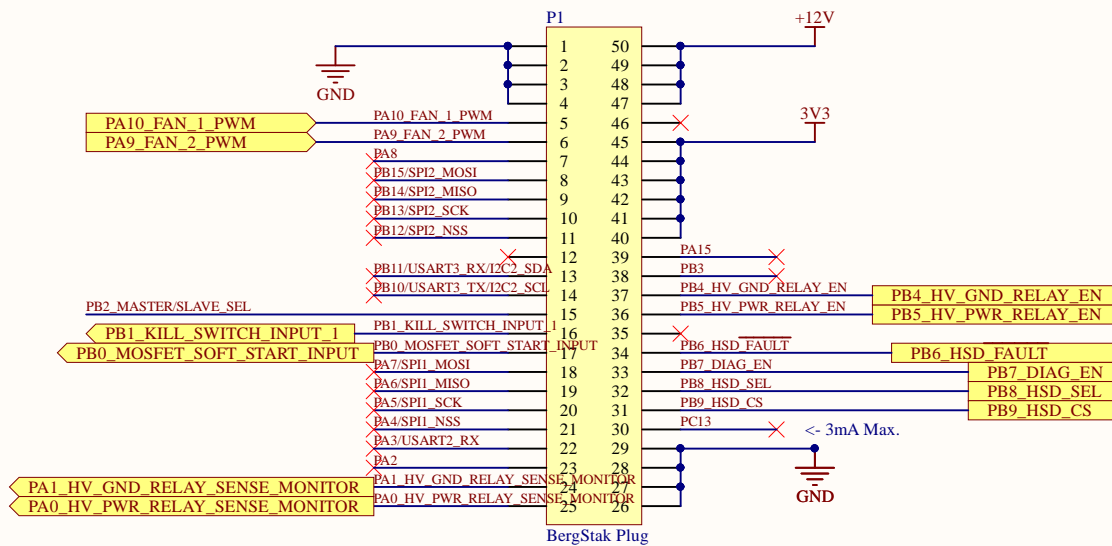 P1
+12V
1 50
2 49
3 48
GND
4 47
PA10_FAN_1_PWM PA10_FAN_1_PWM 5 46
3V3
PA9_FAN_2_PWM PA9_FAN_2_PWM 6 45
PA8 7 44
PB15/SPI2_MOSI 8 43
PB14/SPI2_MISO 9 42
PB13/SPI2_SCK 10 41
PB12/SPI2_NSS 11 40
12 39 PA15
PB11/USART3_RX/I2C2_SDA 13 38 PB3
PB10/USART3_TX/I2C2_SCL 14 37 PB4_HV_GND_RELAY_EN PB4_HV_GND_RELAY_EN
PB2_MASTER/SLAVE_SEL 15 36 PB5_HV_PWR_RELAY_EN PB5_HV_PWR_RELAY_EN
PB1_KILL_SWITCH_INPUT_1 PB1_KILL_SWITCH_INPUT_1 16 35
PB0_MOSFET_SOFT_START_INPUT PB0_MOSFET_SOFT_START_INPUT 17 34 PB6_HSD_FAULT PB6_HSD_FAULT
PA7/SPI1_MOSI 18 33 PB7_DIAG_EN PB7_DIAG_EN
PA6/SPI1_MISO 19 32 PB8_HSD_SEL PB8_HSD_SEL
PA5/SPI1_SCK 20 31 PB9_HSD_CS PB9_HSD_CS
PA4/SPI1_NSS 21 30 PC13 <- 3mA Max.
PA3/USART2_RX 22 29
PA2 23 28
PA1_HV_GND_RELAY_SENSE_MONITOR PA1_HV_GND_RELAY_SENSE_MONITOR 24 27
GND
PA0_HV_PWR_RELAY_SENSE_MONITOR PA0_HV_PWR_RELAY_SENSE_MONITOR 25 26
BergStak Plug